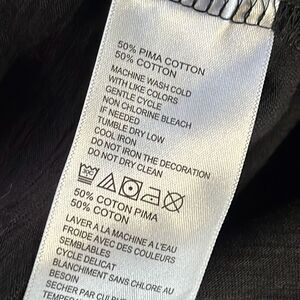 50% PIMA COTTON
50% COTTON
MACHINE WASH COLD
WITH LIKE COLORS
GENTLE CYCLE
NON CHLORINE BLEACH
IF NEEDED
TUMBLE DRY LOW
COOL IRON
DO NOT IRON THE DECORATION
DO NOT DRY CLEAN
50% COTON PIMA
50% COTON
LAVER A LA MACHINE A L'EAU
FROIDE AVEC DES COULEURS
SEMBLABLES
CYCLE DELICAT
BLANCHIMENT SANS CHLORE AU
BESOIN
SECHER PAR